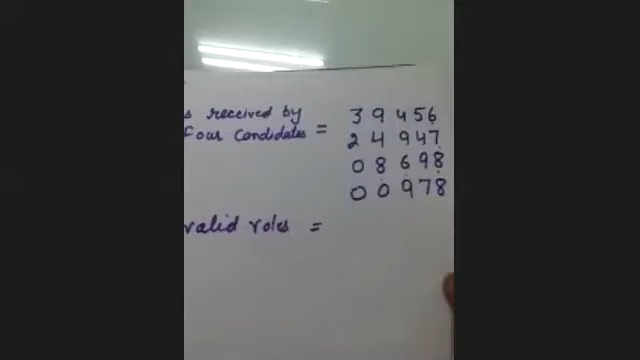 s received by
Four Candidates = 39456
24947
08698
00978
valid votes =